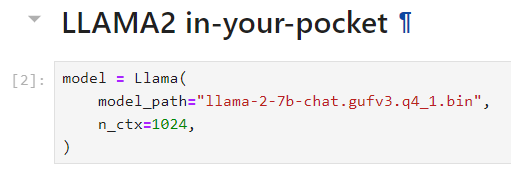 LLAMA2 in-your-pocket ¶
[2]: model = Llama(
    model_path="llama-2-7b-chat.gufv3.q4_1.bin",
    n_ctx=1024,
)